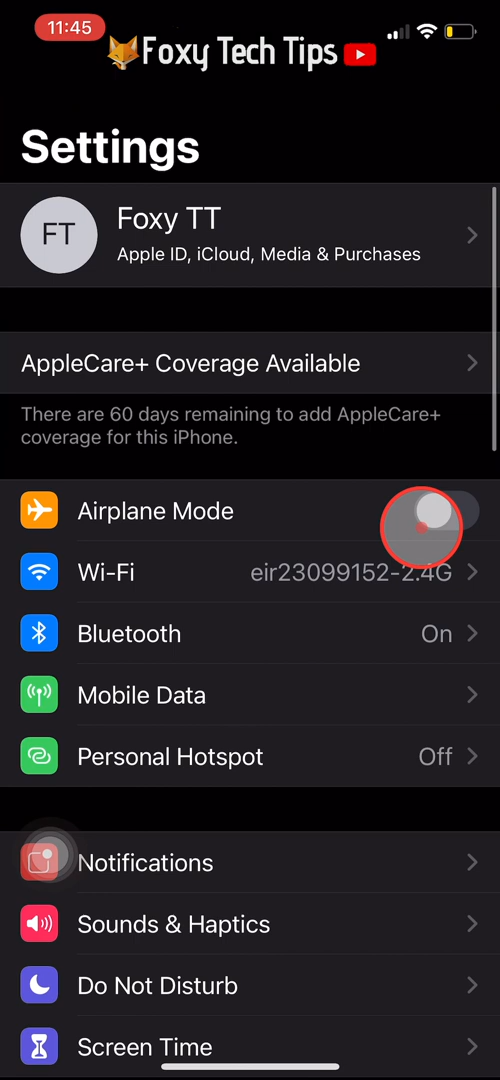 11:45
Foxy Tech Tips
Settings
FT
Foxy TT
Apple ID, iCloud, Media & Purchases
AppleCare+ Coverage Available
There are 60 days remaining to add AppleCare+
coverage for this iPhone.
Airplane Mode
Wi-Fi eir23099152-2.4G
Bluetooth On
Mobile Data
Personal Hotspot Off
Notifications
Sounds & Haptics
Do Not Disturb
Screen Time